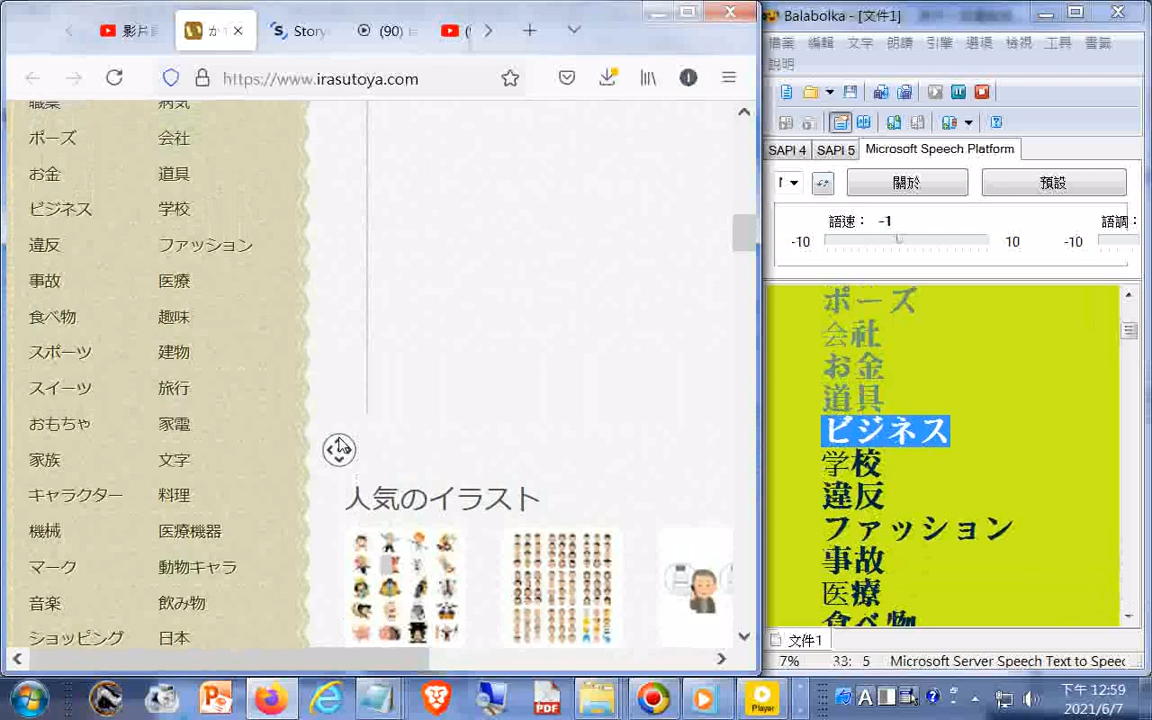 影片
か
Story
(90)
(
https://www.irasutoya.com
職業 病気
ポーズ 会社
お金 道具
ビジネス 学校
違反 ファッション
事故 医療
食べ物 趣味
スポーツ 建物
スイーツ 旅行
おもちゃ 家電
家族 文字
キャラクター 料理
機械 医療機器
マーク 動物キャラ
音楽 飲み物
ショッピング 日本
人気のイラスト
Balabolka - [文件1]
檔案 編輯 文字 朗讀 引擎 選項 檢視 工具 書籤
說明
SAPI 4 SAPI 5 Microsoft Speech Platform
關於 預設
語速: -1 語調:
-10 10 -10
ポーズ
会社
お金
道具
ビジネス
学校
違反
ファッション
事故
医療
食べ物
文件1
7% 33: 5 Microsoft Server Speech Text to Speec
PDF
Player
A
下午 12:59
2021/6/7